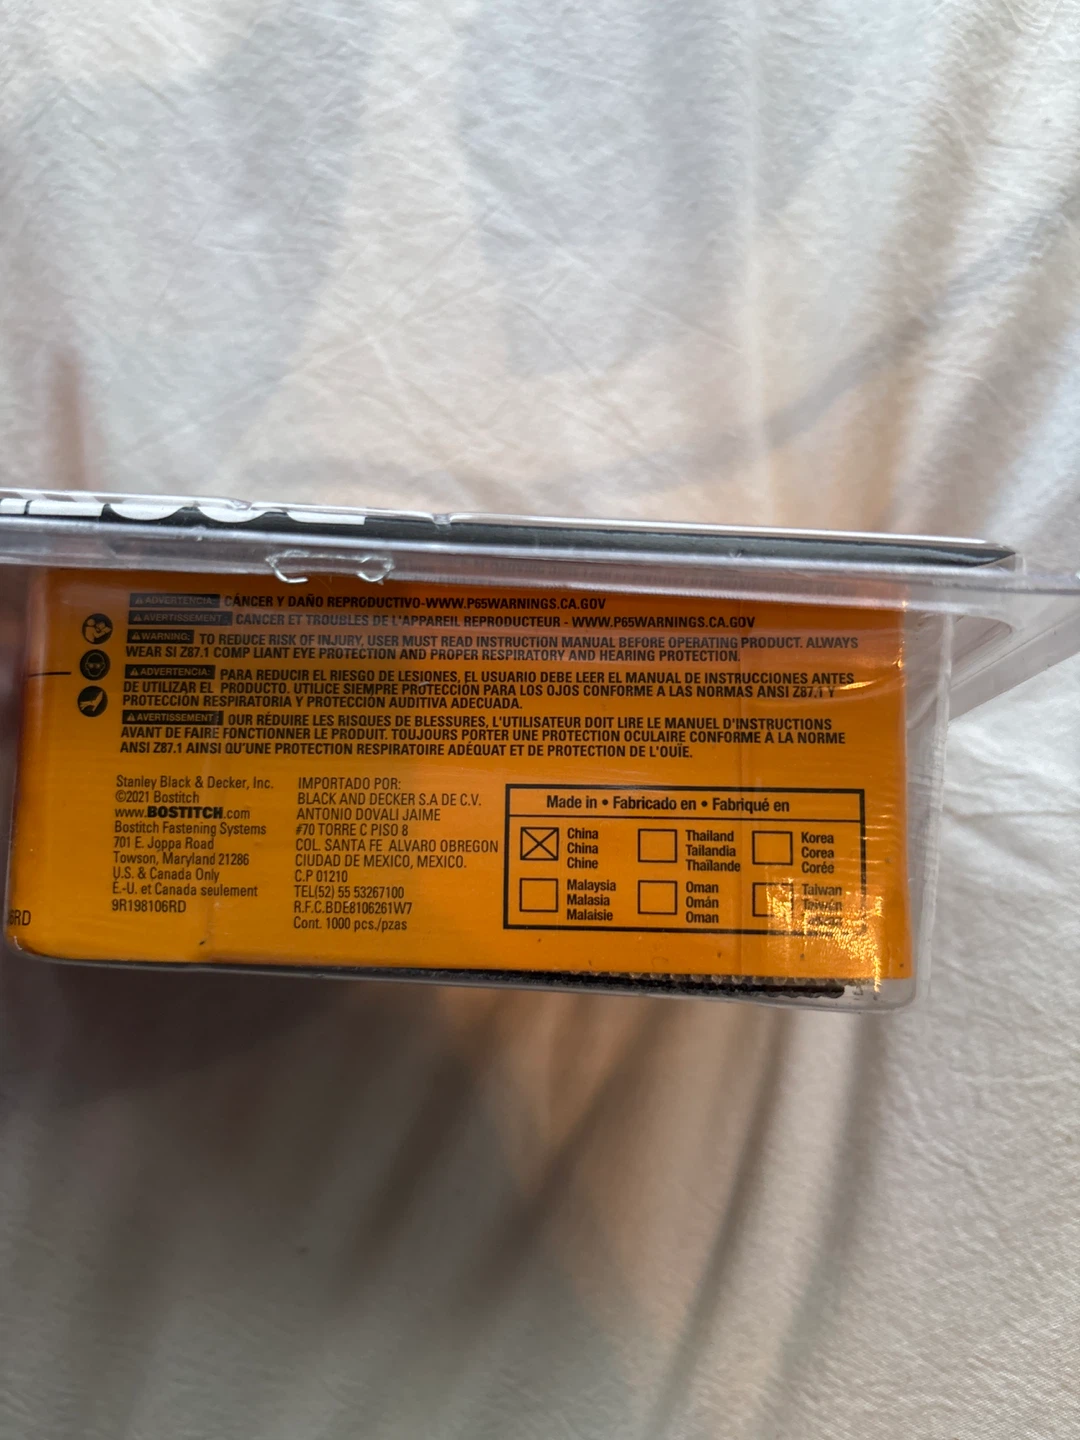 ADVERTENCIA: CÁNCER Y DAÑO REPRODUCTIVO-WWW.P65WARNINGS.CA.GOV
AVERTISSEMENT: CANCER ET TROUBLES DE L'APPAREIL REPRODUCTEUR - WWW.P65WARNINGS.CA.GOV
WARNING: TO REDUCE RISK OF INJURY, USER MUST READ INSTRUCTION MANUAL BEFORE OPERATING PRODUCT. ALWAYS
WEAR SI Z87.1 COMP LIANT EYE PROTECTION AND PROPER RESPIRATORY AND HEARING PROTECTION.
ADVERTENCIA: PARA REDUCIR EL RIESGO DE LESIONES, EL USUARIO DEBE LEER EL MANUAL DE INSTRUCCIONES ANTES
DE UTILIZAR EL PRODUCTO. UTILICE SIEMPRE PROTECCIÓN PARA LOS OJOS CONFORME A LAS NORMAS ANSI Z87.1 Y
PROTECCIÓN RESPIRATORIA Y PROTECCIÓN AUDITIVA ADECUADA.
AVERTISSEMENT: OUR RÉDUIRE LES RISQUES DE BLESSURES, L'UTILISATEUR DOIT LIRE LE MANUEL D'INSTRUCTIONS
AVANT DE FAIRE FONCTIONNER LE PRODUIT. TOUJOURS PORTER UNE PROTECTION OCULAIRE CONFORME À LA NORME
ANSI Z87.1 AINSI QU'UNE PROTECTION RESPIRATOIRE ADÉQUAT ET DE PROTECTION DE L'OUÏE.
Stanley Black & Decker, Inc.
©2021 Bostitch
www.BOSTITCH.com
Bostitch Fastening Systems
701 E. Joppa Road
Towson, Maryland 21286
U.S. & Canada Only
É.-U. et Canada seulement
9R198106RD
IMPORTADO POR:
BLACK AND DECKER S.A DE C.V.
ANTONIO DOVALI JAIME
#70 TORRE C PISO 8
COL. SANTA FE ALVARO OBREGON
CIUDAD DE MEXICO, MEXICO.
C.P 01210
TEL(52) 55 53267100
R.F.C.BDE8106261W7
Cont. 1000 pcs./pzas
Made in • Fabricado en • Fabriqué en
China
China
Chine
Thailand
Tailandia
Thaïlande
Korea
Corea
Corée
Malaysia
Malasia
Malaisie
Oman
Omán
Oman
Taiwan
Taiwán
6RD